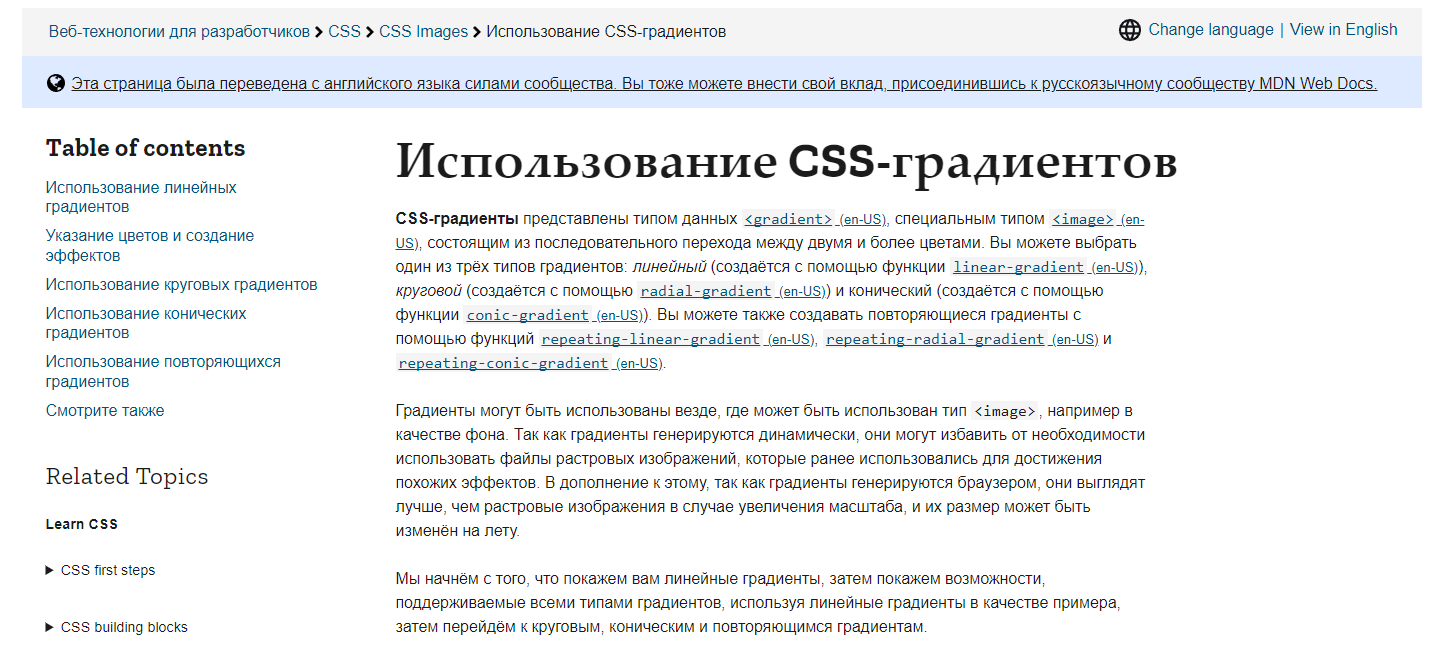 Веб-технологии для разработчиков > CSS > CSS Images > Использование CSS-градиентов
Change language | View in English
Эта страница была переведена с английского языка силами сообщества. Вы тоже можете внести свой вклад, присоединившись к русскоязычному сообществу MDN Web Docs.
Table of contents
Использование линейных
градиентов
Указание цветов и создание
эффектов
Использование круговых градиентов
Использование конических
градиентов
Использование повторяющихся
градиентов
Смотрите также
Related Topics
Learn CSS
CSS first steps
CSS building blocks
Использование CSS-градиентов
CSS-градиенты представлены типом данных <gradient> (en-US), специальным типом <image> (en-
US), состоящим из последовательного перехода между двумя и более цветами. Вы можете выбрать
один из трёх типов градиентов: линейный (создаётся с помощью функции linear-gradient (en-US)),
круговой (создаётся с помощью radial-gradient (en-US)) и конический (создаётся с помощью
функции conic-gradient (en-US)). Вы можете также создавать повторяющиеся градиенты с
помощью функций repeating-linear-gradient (en-US), repeating-radial-gradient (en-US) и
repeating-conic-gradient (en-US).
Градиенты могут быть использованы везде, где может быть использован тип <image>, например в
качестве фона. Так как градиенты генерируются динамически, они могут избавить от необходимости
использовать файлы растровых изображений, которые ранее использовались для достижения
похожих эффектов. В дополнение к этому, так как градиенты генерируются браузером, они выглядят
лучше, чем растровые изображения в случае увеличения масштаба, и их размер может быть
изменён на лету.
Мы начнём с того, что покажем вам линейные градиенты, затем покажем возможности,
поддерживаемые всеми типами градиентов, используя линейные градиенты в качестве примера,
затем перейдём к круговым, коническим и повторяющимся градиентам.